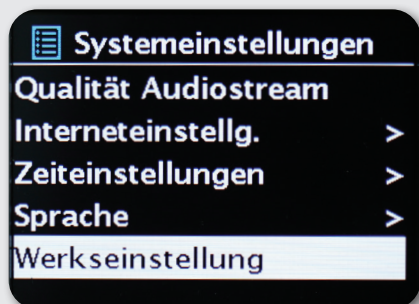 Systemeinstellungen
Qualität Audiostream
Interneteinstellg. >
Zeiteinstellungen >
Sprache >
Werkseinstellung